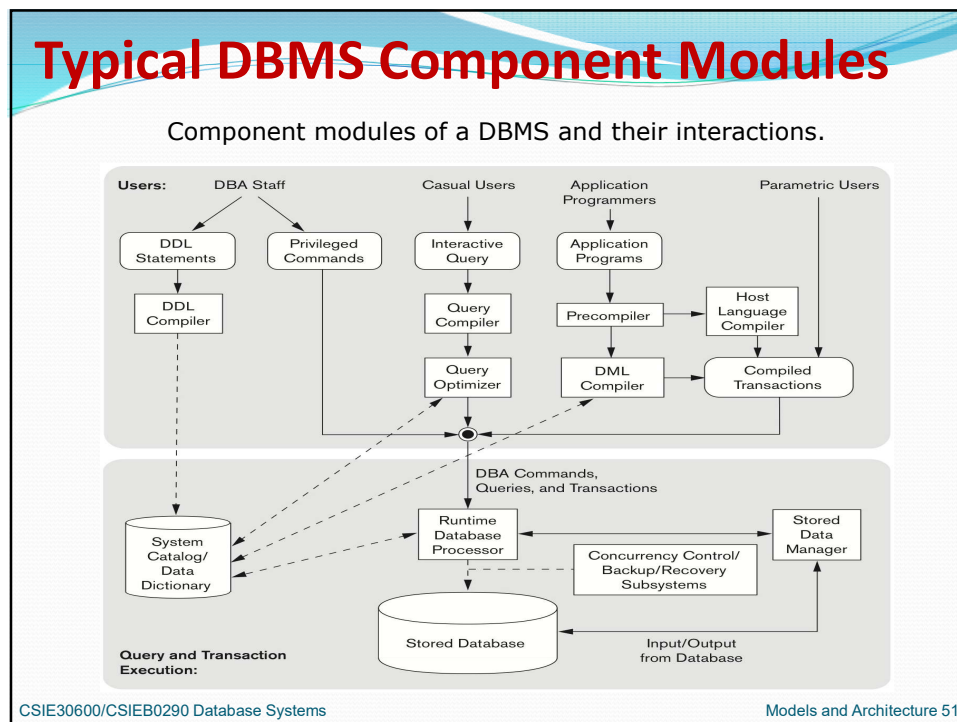 Typical DBMS Component Modules
Component modules of a DBMS and their interactions.
Users:
DBA Staff
Casual Users
Application
Programmers
Parametric Users
DDL
Statements
Privileged
Commands
Interactive
Query
Application
Programs
DDL
Compiler
Query
Compiler
Precompiler
Host
Language
Compiler
Query
Optimizer
DML
Compiler
Compiled
Transactions
DBA Commands,
Queries, and Transactions
System
Catalog/
Data
Dictionary
Runtime
Database
Processor
Stored
Data
Manager
Concurrency Control/
Backup/Recovery
Subsystems
Stored Database
Input/Output
from Database
Query and Transaction
Execution:
CSIE30600/CSIEB0290 Database Systems
Models and Architecture 51